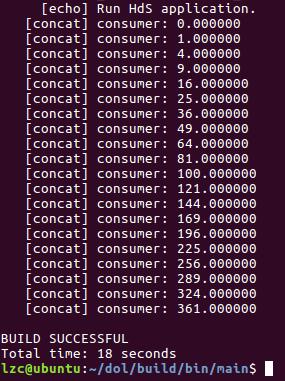 [echo] Run HdS application.
[concat] consumer: 0.000000
[concat] consumer: 1.000000
[concat] consumer: 4.000000
[concat] consumer: 9.000000
[concat] consumer: 16.000000
[concat] consumer: 25.000000
[concat] consumer: 36.000000
[concat] consumer: 49.000000
[concat] consumer: 64.000000
[concat] consumer: 81.000000
[concat] consumer: 100.000000
[concat] consumer: 121.000000
[concat] consumer: 144.000000
[concat] consumer: 169.000000
[concat] consumer: 196.000000
[concat] consumer: 225.000000
[concat] consumer: 256.000000
[concat] consumer: 289.000000
[concat] consumer: 324.000000
[concat] consumer: 361.000000
BUILD SUCCESSFUL
Total time: 18 seconds
lzc@ubuntu:~/dol/build/bin/main$